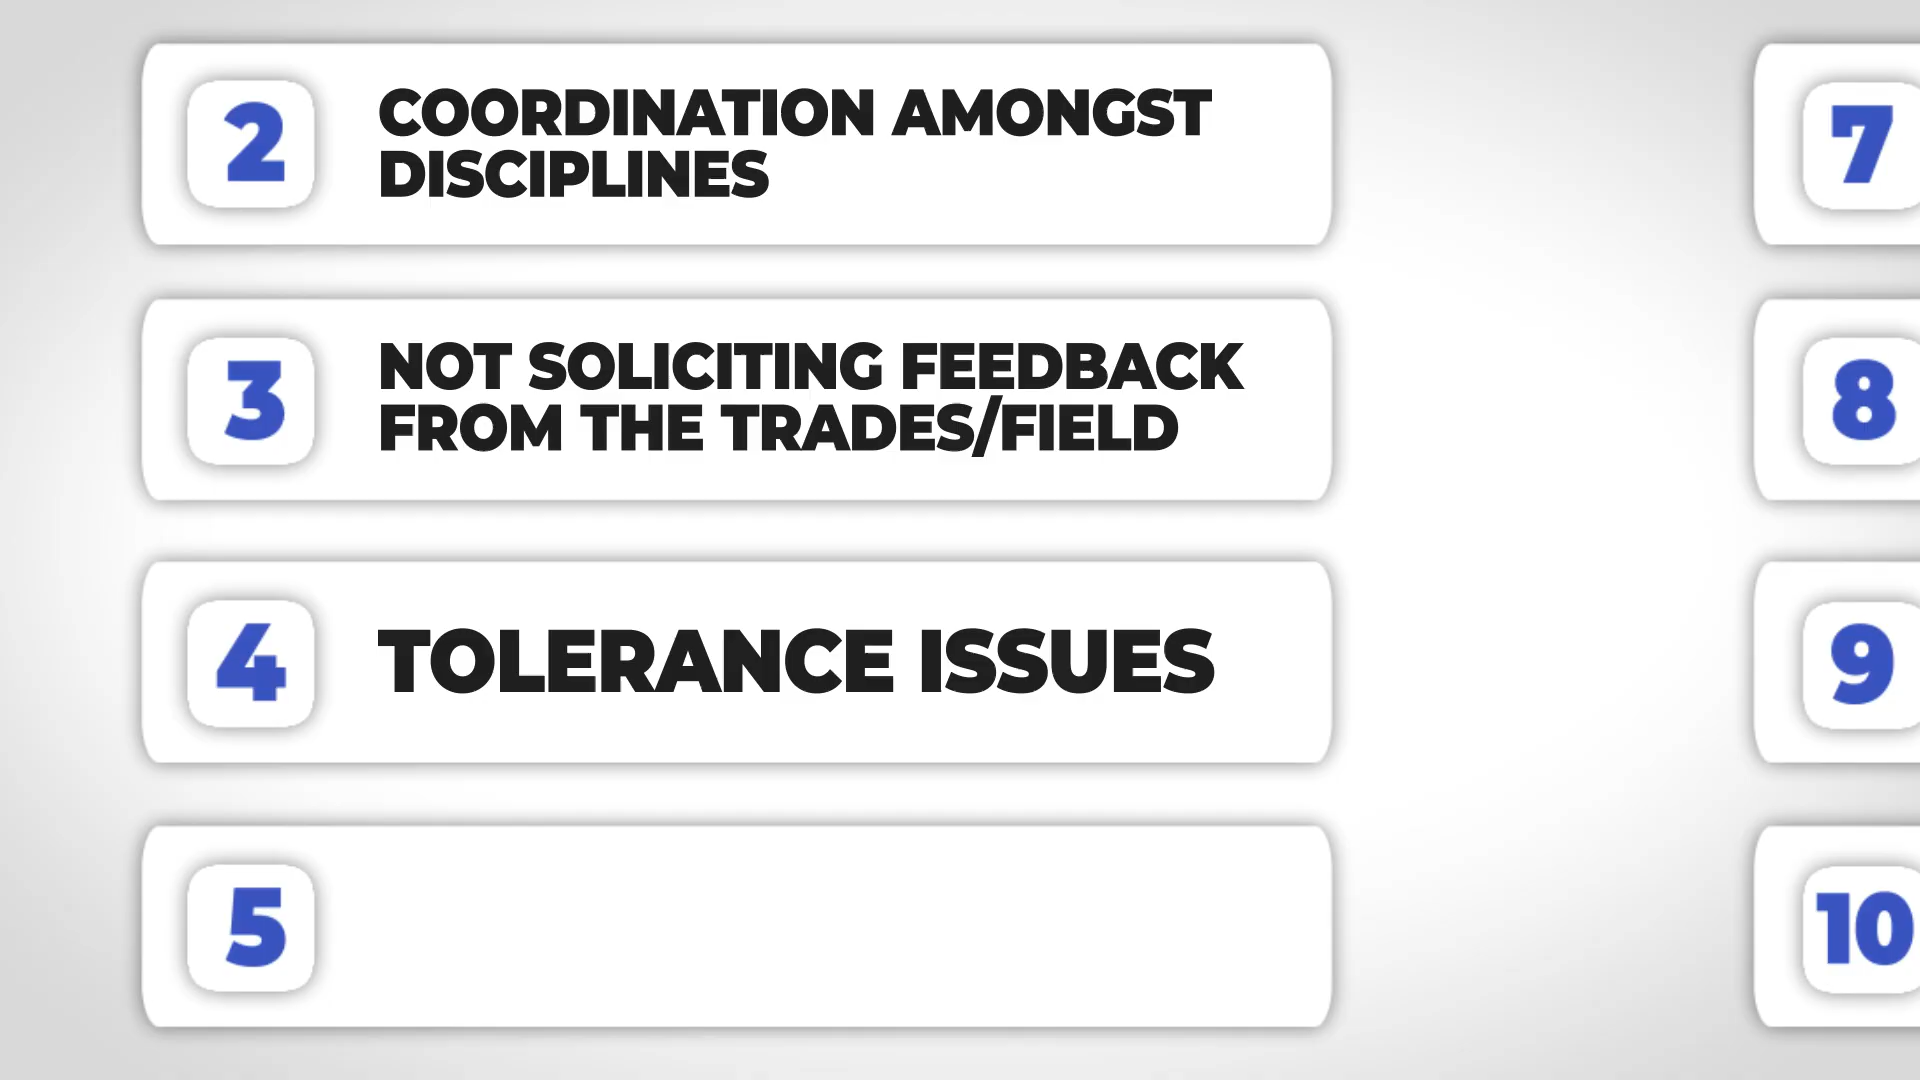 2
COORDINATION AMONGST
DISCIPLINES
3
NOT SOLICITING FEEDBACK
FROM THE TRADES/FIELD
4
TOLERANCE ISSUES
5
7
8
9
10